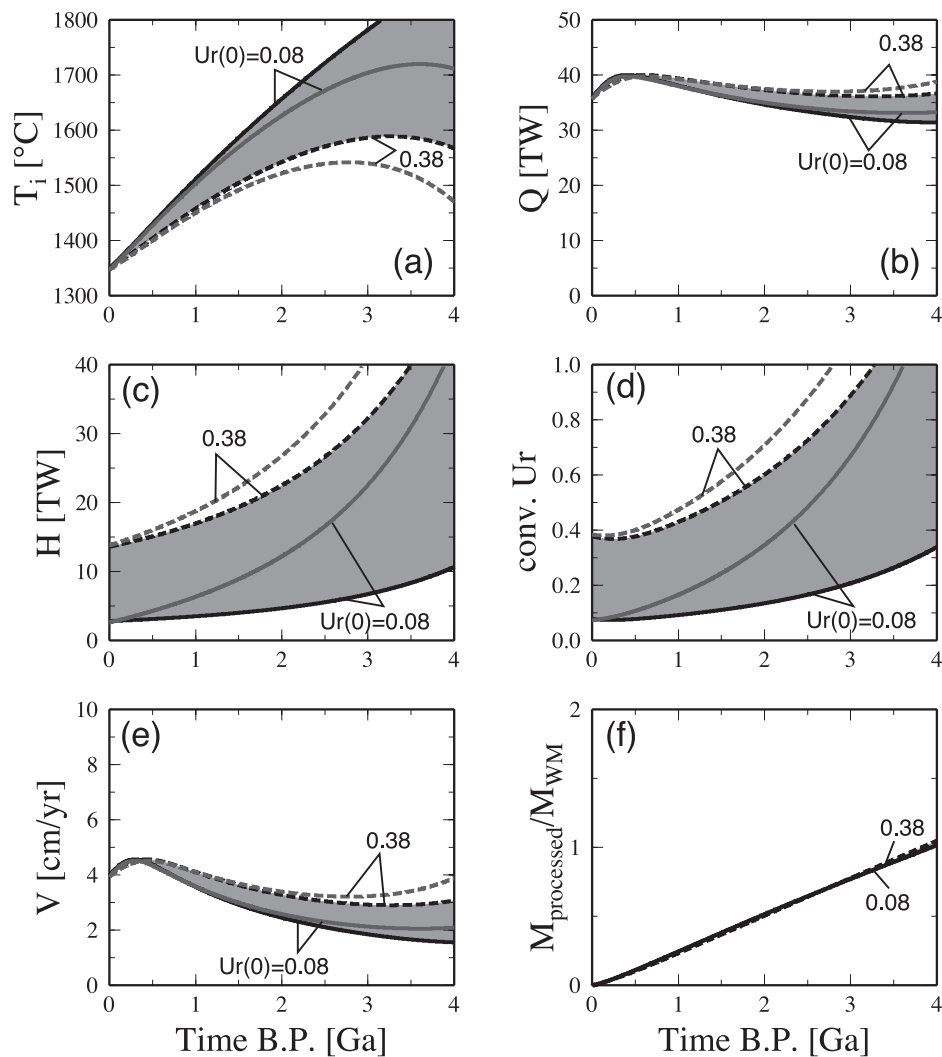 1800
1700
1600
1500
1400
1300
T_i [°C]
Ur(0)=0.08
0.38
(a)
0 1 2 3 4
50
40
30
20
10
0
Q [TW]
0.38
Ur(0)=0.08
(b)
0 1 2 3 4
40
30
20
10
0
H [TW]
(c)
0.38
Ur(0)=0.08
0 1 2 3 4
1.0
0.8
0.6
0.4
0.2
0.0
conv. Ur
(d)
0.38
Ur(0)=0.08
0 1 2 3 4
10
8
6
4
2
0
V [cm/yr]
(e)
0.38
Ur(0)=0.08
0 1 2 3 4
Time B.P. [Ga]
2
1
0
M_processed/M_WM
(f)
0.38
0.08
0 1 2 3 4
Time B.P. [Ga]